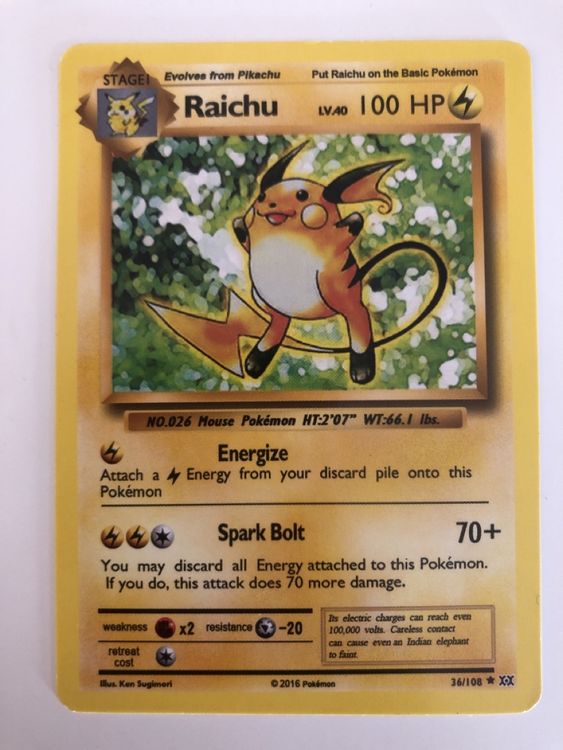 STAGE1 Evolves from Pikachu Put Raichu on the Basic Pokémon
Raichu LV.40 100 HP
NO.026 Mouse Pokémon HT:2'07" WT:66.1 lbs.
Energize
Attach a Energy from your discard pile onto this
Pokémon
Spark Bolt 70+
You may discard all Energy attached to this Pokémon.
If you do, this attack does 70 more damage.
weakness x2 resistance -20
retreat
cost
Its electric charges can reach even
100,000 volts. Careless contact
can cause even an Indian elephant
to faint.
Illus. Ken Sugimori © 2016 Pokémon 36/108